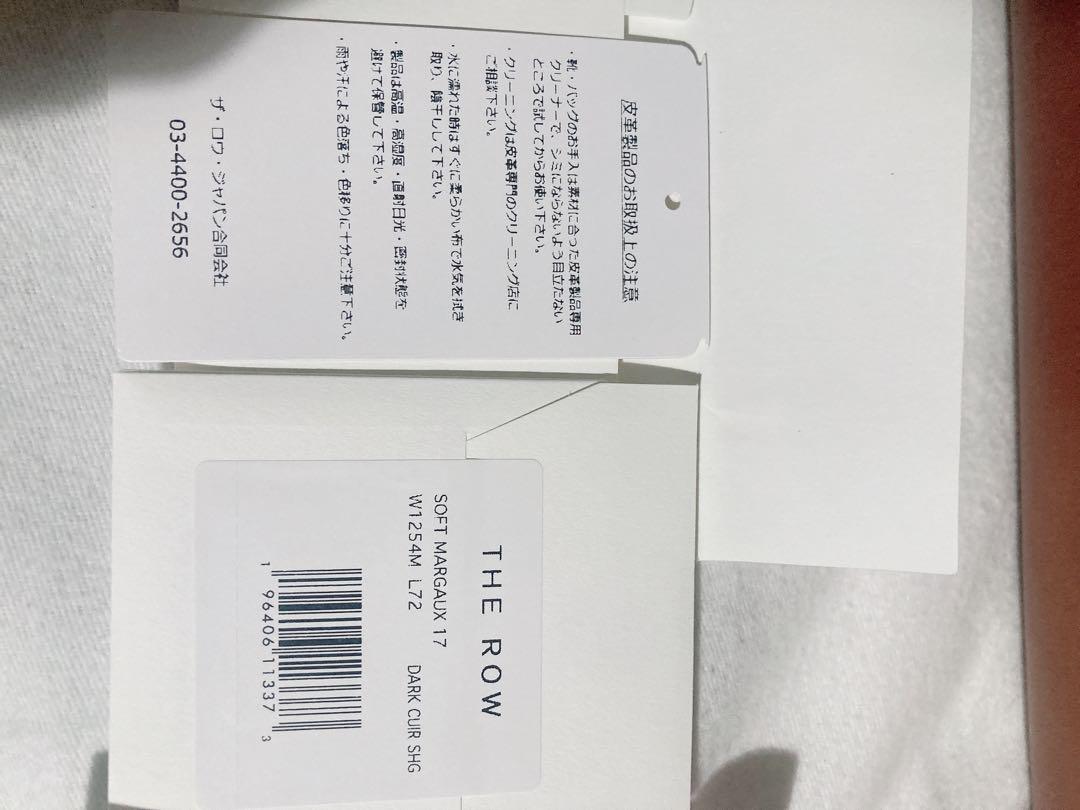 皮革製品のお取扱上の注意
・靴・バッグのお手入は素材に合った皮革製品専用
クリーナーで、シミにならないよう目立たない
ところで試してからお使い下さい。
・クリーニングは皮革専門のクリーニング店に
ご相談下さい。
・水に濡れた時はすぐに柔らかい布で水気を拭き
取り、陰干しして下さい。
・製品は高温・高湿度・直射日光・密封状態を
避けて保管して下さい。
・雨や汗による色落ち・色移りに十分ご注意下さい。
ザ・ロウ・ジャパン合同会社
03-4400-2656
THE ROW
SOFT MARGAUX 17
W1254M L72 DARK CUIR SHG
1 96406 11337 3